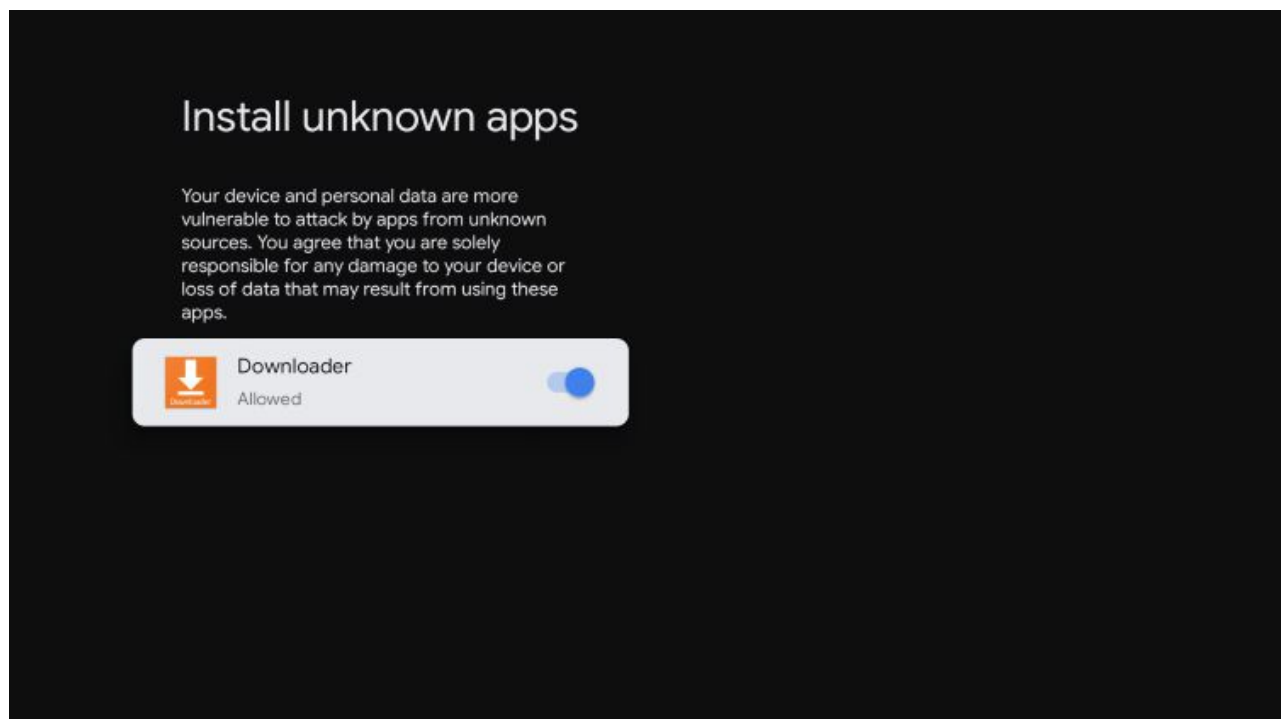 Install unknown apps
Your device and personal data are more
vulnerable to attack by apps from unknown
sources. You agree that you are solely
responsible for any damage to your device or
loss of data that may result from using these
apps.
Downloader
Downloader
Allowed